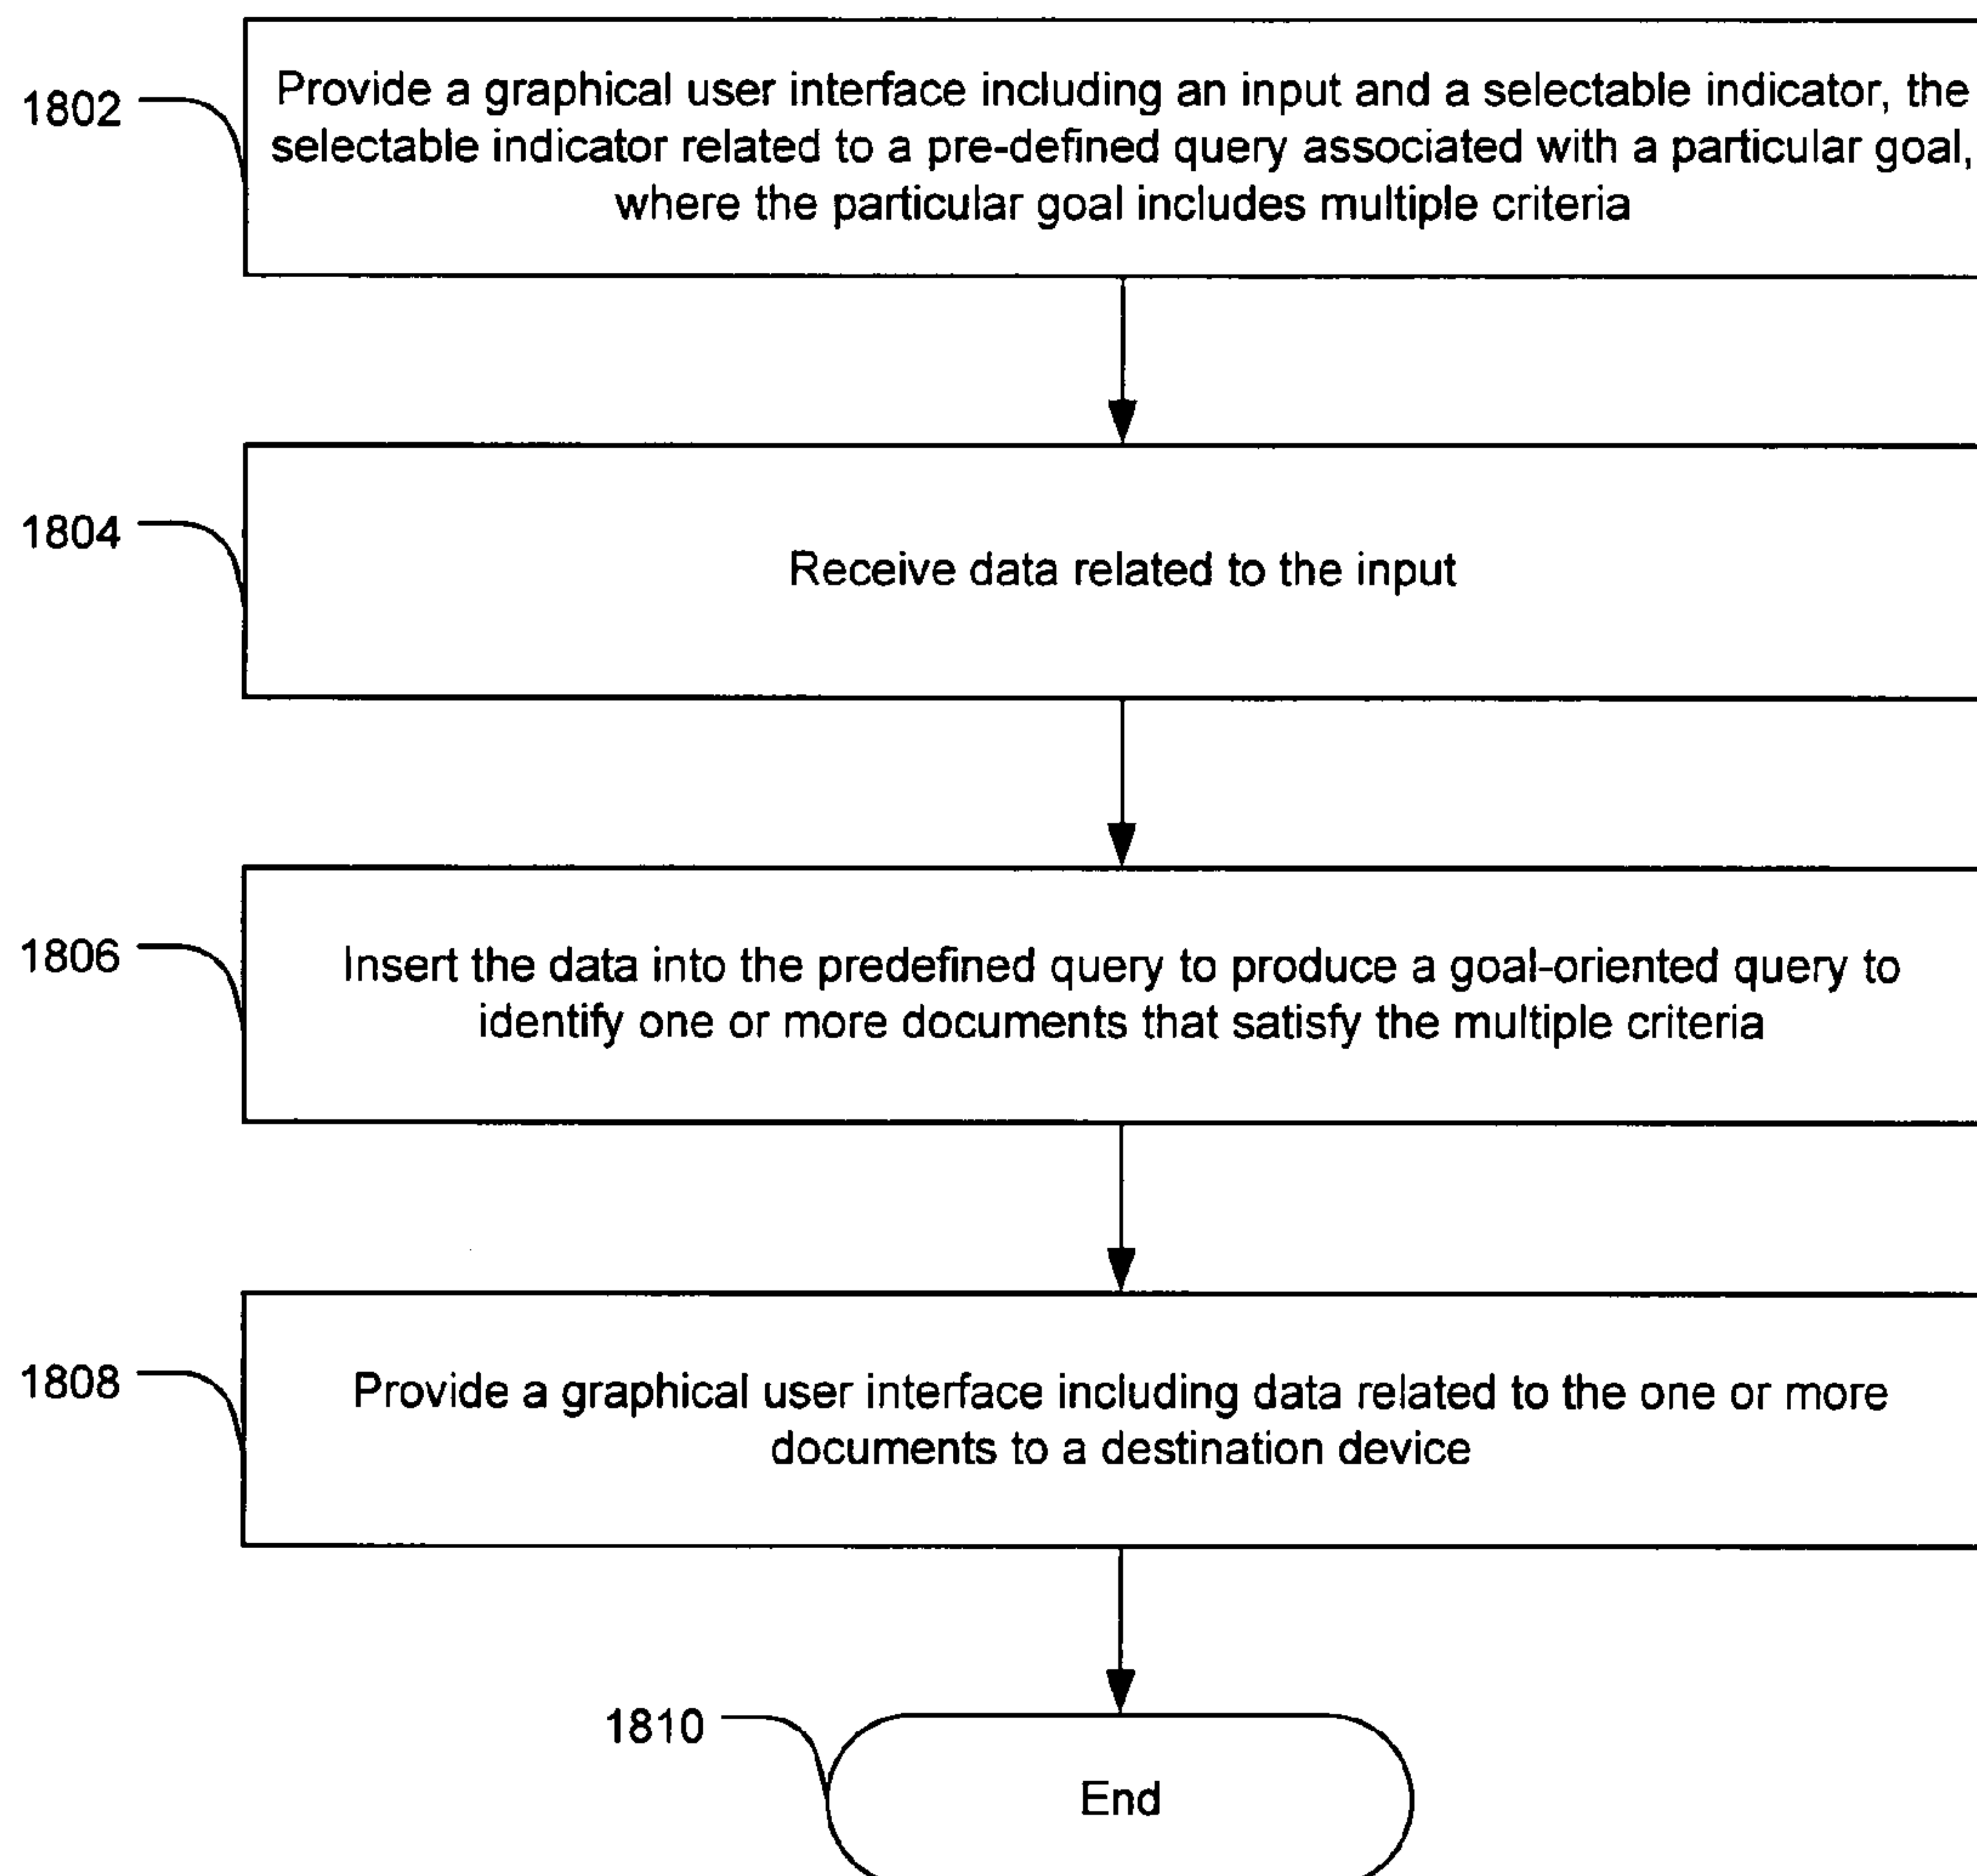 1802
Provide a graphical user interface including an input and a selectable indicator, the
selectable indicator related to a pre-defined query associated with a particular goal,
where the particular goal includes multiple criteria
1804
Receive data related to the input
1806
Insert the data into the predefined query to produce a goal-oriented query to
identify one or more documents that satisfy the multiple criteria
1808
Provide a graphical user interface including data related to the one or more
documents to a destination device
1810
End